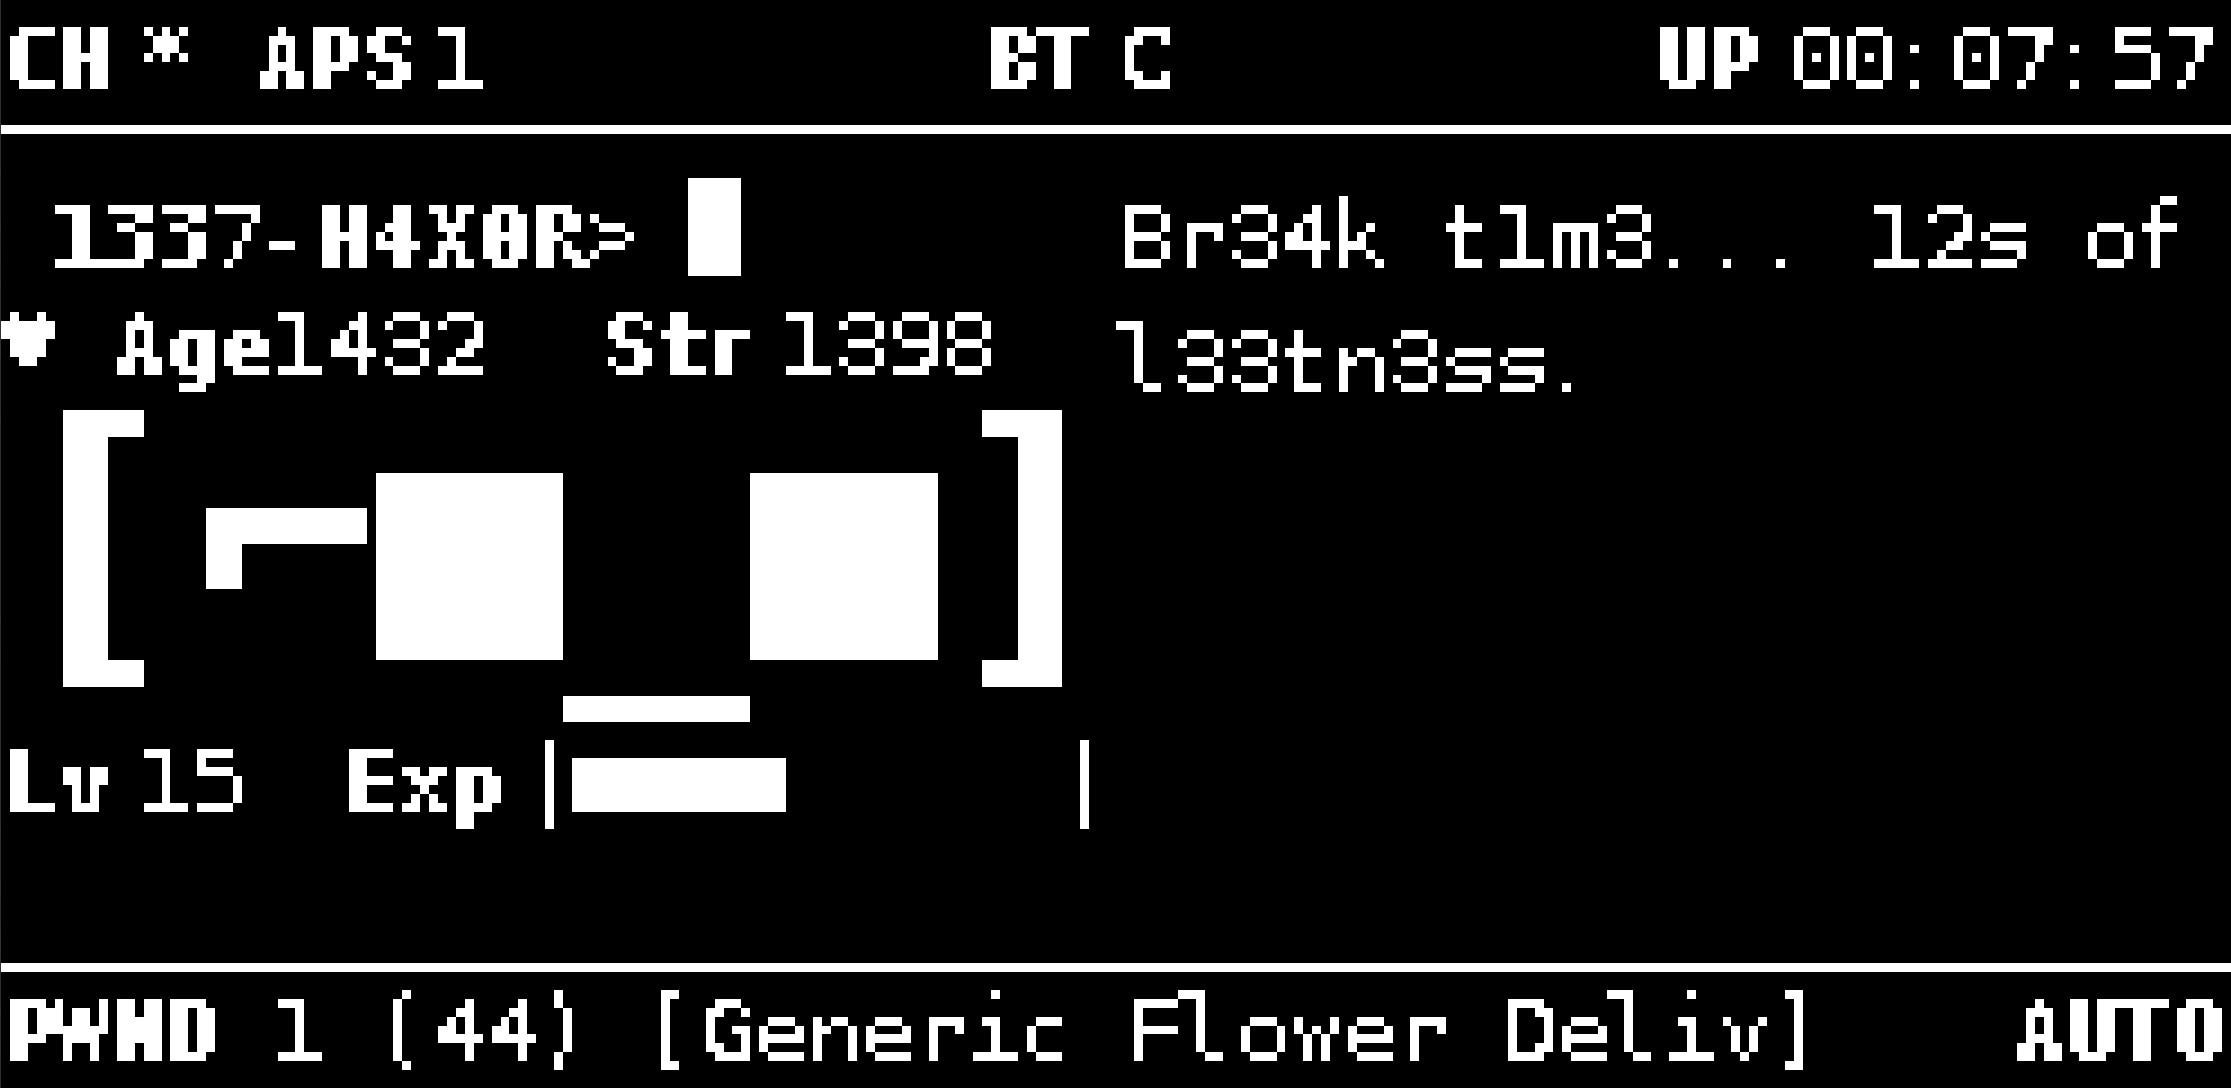 CH * APS 1 BT C UP 00:07:57
1337-H4X0R> █
Br34k t1m3... 12s of
l33tn3ss.
♥ Age 1432 Str 1398
[⌐■_■]
Lv 15 Exp
PWND 1 (44) [Generic Flower Deliv] AUTO